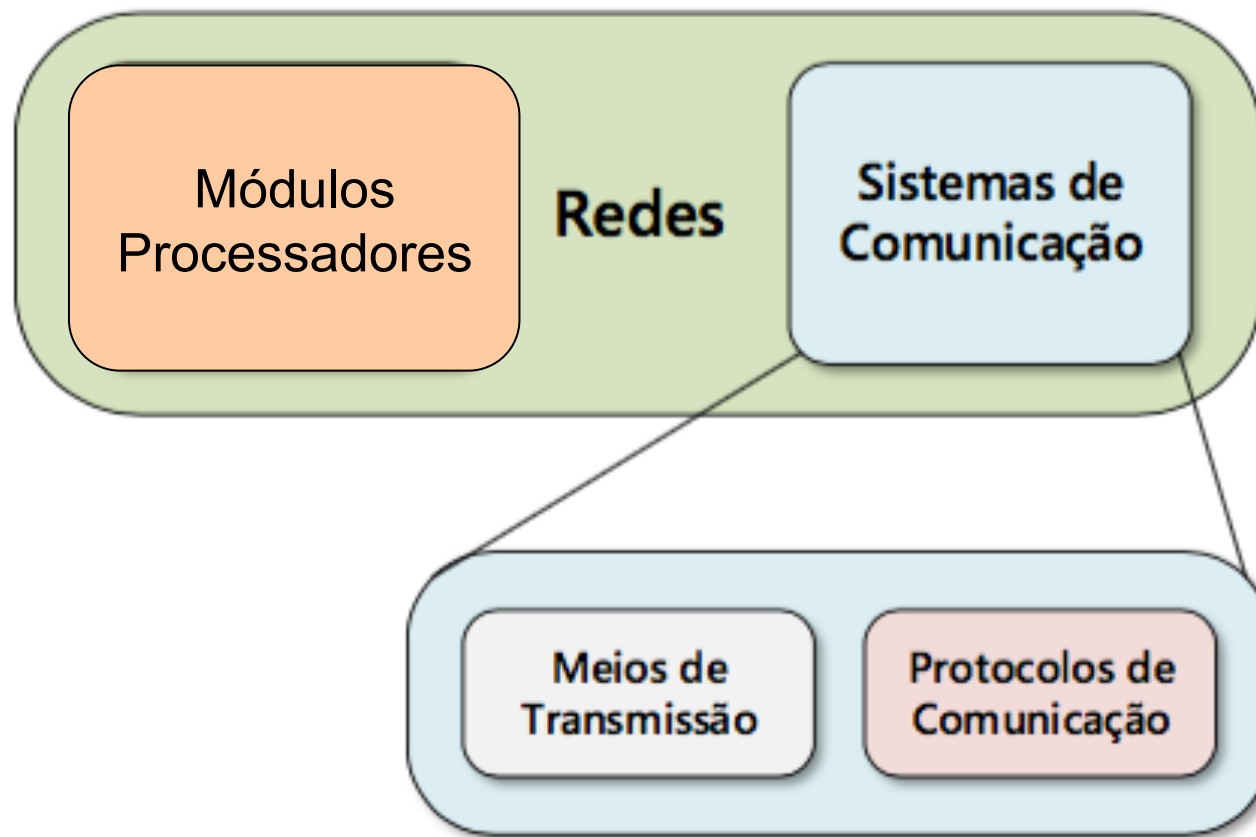 Módulos
Processadores
Redes
Sistemas de
Comunicação
Meios de
Transmissão
Protocolos de
Comunicação